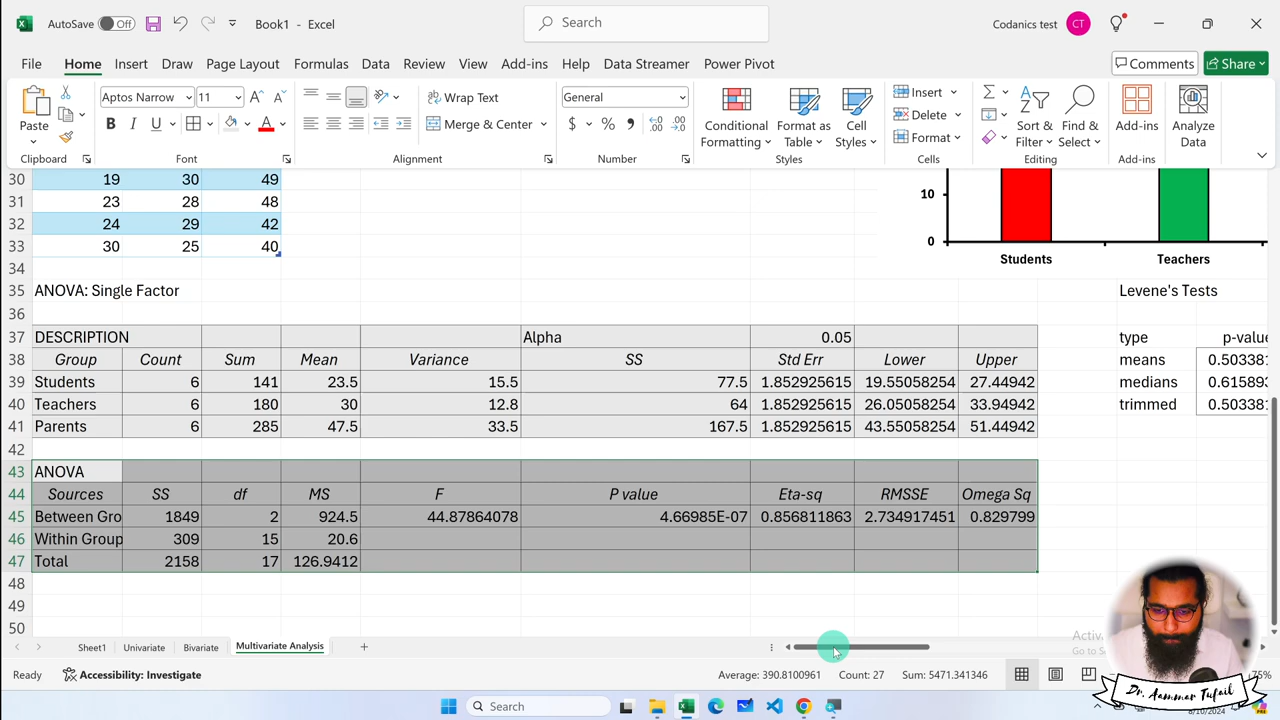 AutoSave Off Book1 - Excel Search Codanics test CT
File Home Insert Draw Page Layout Formulas Data Review View Add-ins Help Data Streamer Power Pivot Comments Share
Paste Aptos Narrow 11 Wrap Text General Conditional Formatting Format as Table Cell Styles Insert Sort & Filter Find & Select Add-ins Analyze Data
B I U A Merge & Center $ % Delete
Format
Clipboard Font Alignment Number Styles Cells Editing Add-ins
30 19 30 49 10
31 23 28 48
32 24 29 42
33 30 25 40 0
34 Students Teachers
35 ANOVA: Single Factor Levene's Tests
36
37 DESCRIPTION Alpha 0.05 type p-value
38 Group Count Sum Mean Variance SS Std Err Lower Upper means 0.503381
39 Students 6 141 23.5 15.5 77.5 1.852925615 19.55058254 27.44942 medians 0.615893
40 Teachers 6 180 30 12.8 64 1.852925615 26.05058254 33.94942 trimmed 0.503381
41 Parents 6 285 47.5 33.5 167.5 1.852925615 43.55058254 51.44942
42
43 ANOVA
44 Sources SS df MS F P value Eta-sq RMSSE Omega Sq
45 Between Gro 1849 2 924.5 44.87864078 4.66985E-07 0.856811863 2.734917451 0.829799
46 Within Group 309 15 20.6
47 Total 2158 17 126.9412
48
49
50
Sheet1 Univariate Bivariate Multivariate Analysis
Ready Accessibility: Investigate Average: 390.8100961 Count: 27 Sum: 5471.341346 75%
Search
Dr. Aammar Tufail